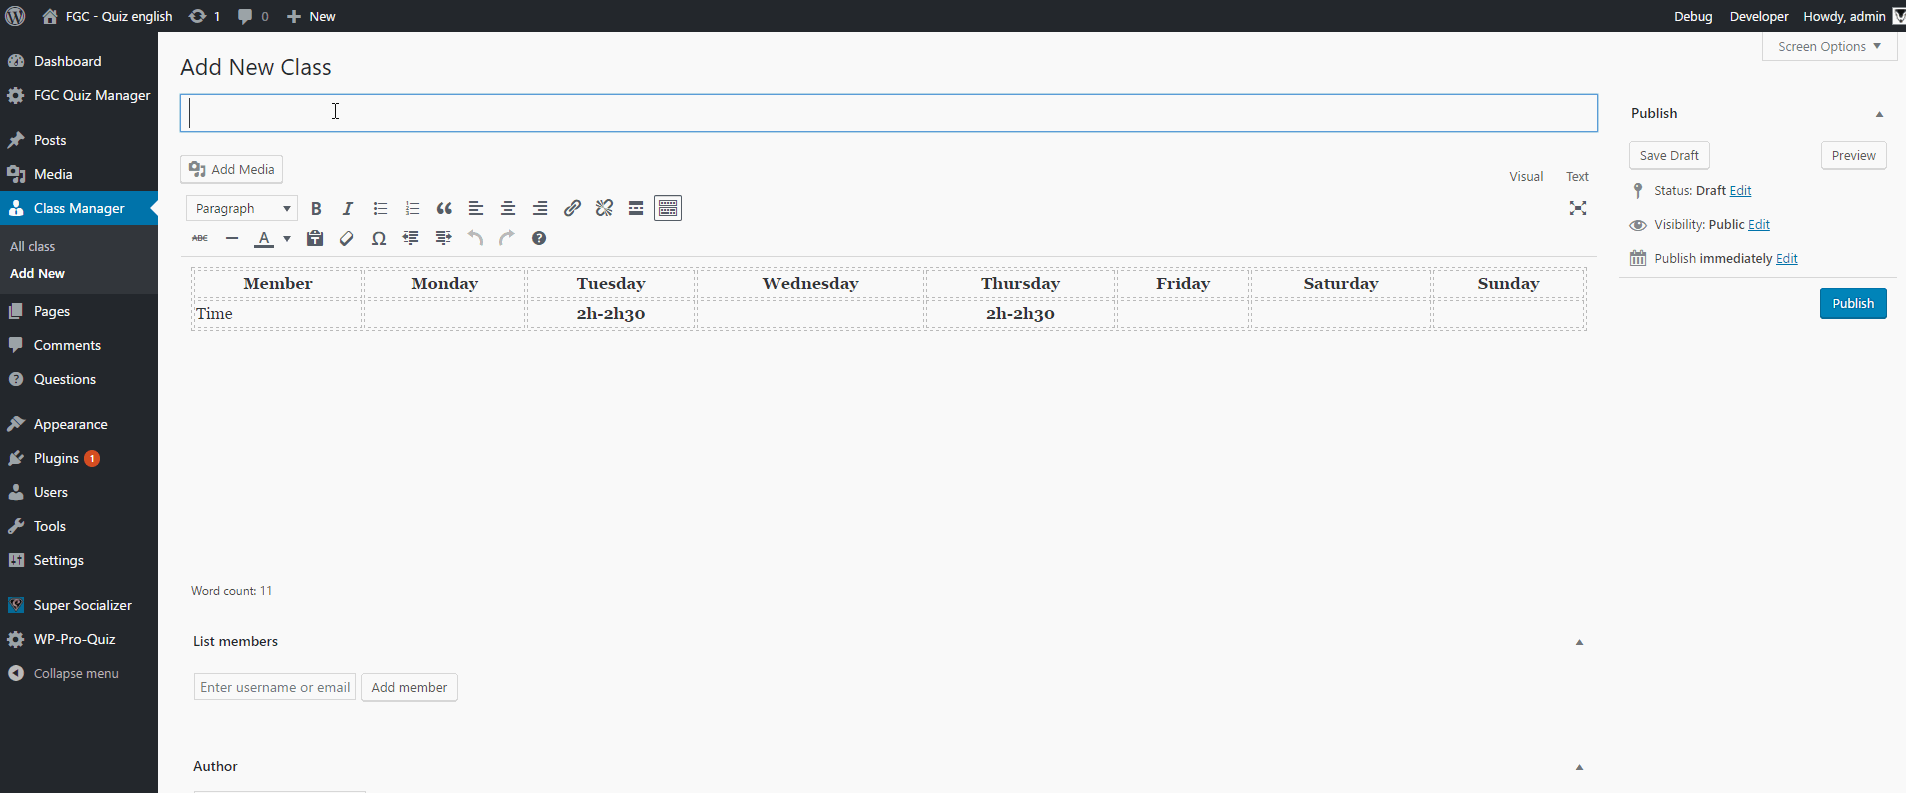 FGC - Quiz english 1 0 New Debug Developer Howdy, admin
Screen Options
Dashboard
FGC Quiz Manager
Posts
Media
Class Manager
All class
Add New
Pages
Comments
Questions
Appearance
Plugins 1
Users
Tools
Settings
Super Socializer
WP-Pro-Quiz
Collapse menu
Add New Class
Add Media
Visual Text
Paragraph B I
ABC A Ω
Member Monday Tuesday Wednesday Thursday Friday Saturday Sunday
Time 2h-2h30 2h-2h30
Word count: 11
List members
Enter username or email Add member
Author
Publish
Save Draft Preview
Status: Draft Edit
Visibility: Public Edit
Publish immediately Edit
Publish